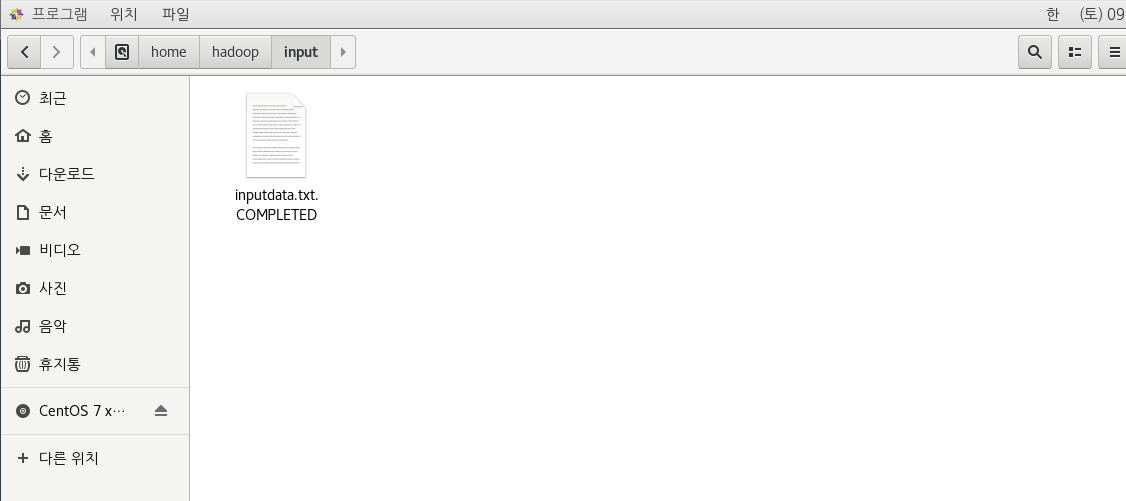 프로그램 위치 파일 한 (토) 09
home hadoop input
최근
홈
다운로드
문서
비디오
사진
음악
휴지통
CentOS 7 x…
다른 위치
inputdata.txt.
COMPLETED